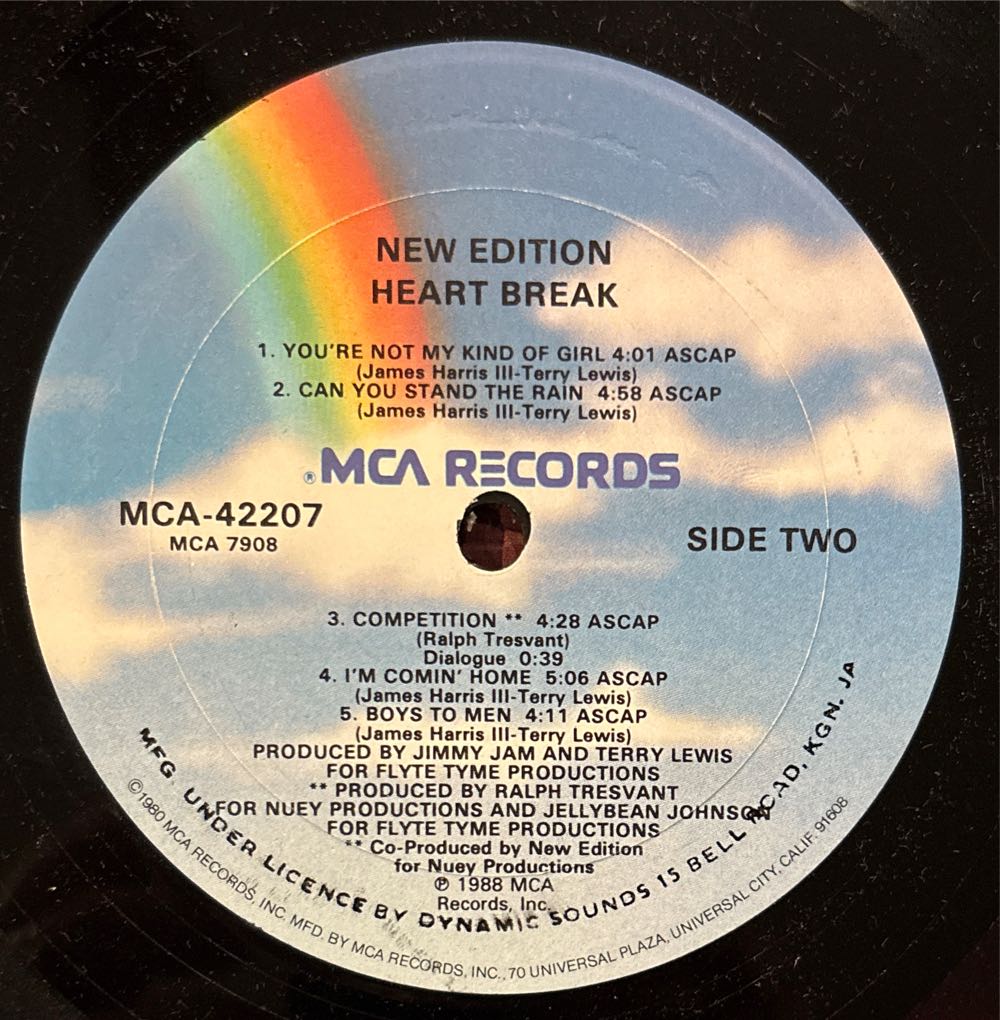 NEW EDITION
HEART BREAK
1. YOU'RE NOT MY KIND OF GIRL 4:01 ASCAP
(James Harris III-Terry Lewis)
2. CAN YOU STAND THE RAIN 4:58 ASCAP
(James Harris III-Terry Lewis)
® MCA RECORDS
MCA-42207
MCA 7908
SIDE TWO
3. COMPETITION ** 4:28 ASCAP
(Ralph Tresvant)
Dialogue 0:39
4. I'M COMIN' HOME 5:06 ASCAP
(James Harris III-Terry Lewis)
5. BOYS TO MEN 4:11 ASCAP
(James Harris III-Terry Lewis)
PRODUCED BY JIMMY JAM AND TERRY LEWIS
FOR FLYTE TYME PRODUCTIONS
** PRODUCED BY RALPH TRESVANT
FOR NUEY PRODUCTIONS AND JELLYBEAN JOHNSON
FOR FLYTE TYME PRODUCTIONS
** Co-Produced by New Edition
for Nuey Productions
℗ 1988 MCA
Records, Inc.
MFG. UNDER LICENCE BY DYNAMIC SOUNDS 15 BELL ROAD, KGN. JA
©1980 MCA RECORDS, INC. MFD. BY MCA RECORDS, INC., 70 UNIVERSAL PLAZA, UNIVERSAL CITY, CALIF. 91608